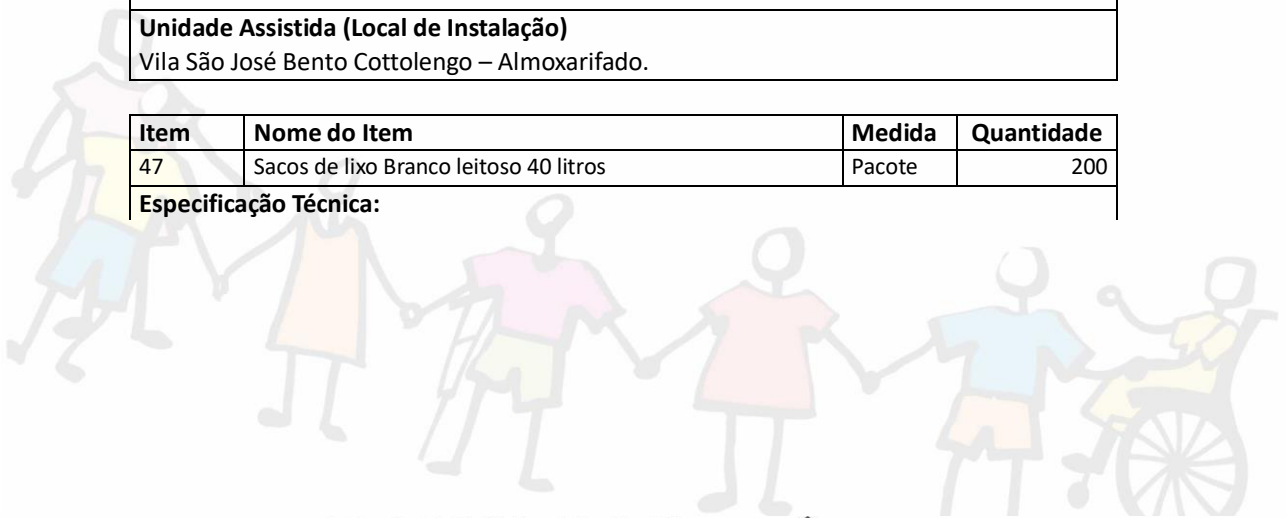 Unidade Assistida (Local de Instalação)
Vila São José Bento Cottolengo – Almoxarifado.
Item Nome do Item Medida Quantidade
47 Sacos de lixo Branco leitoso 40 litros Pacote 200
Especificação Técnica: